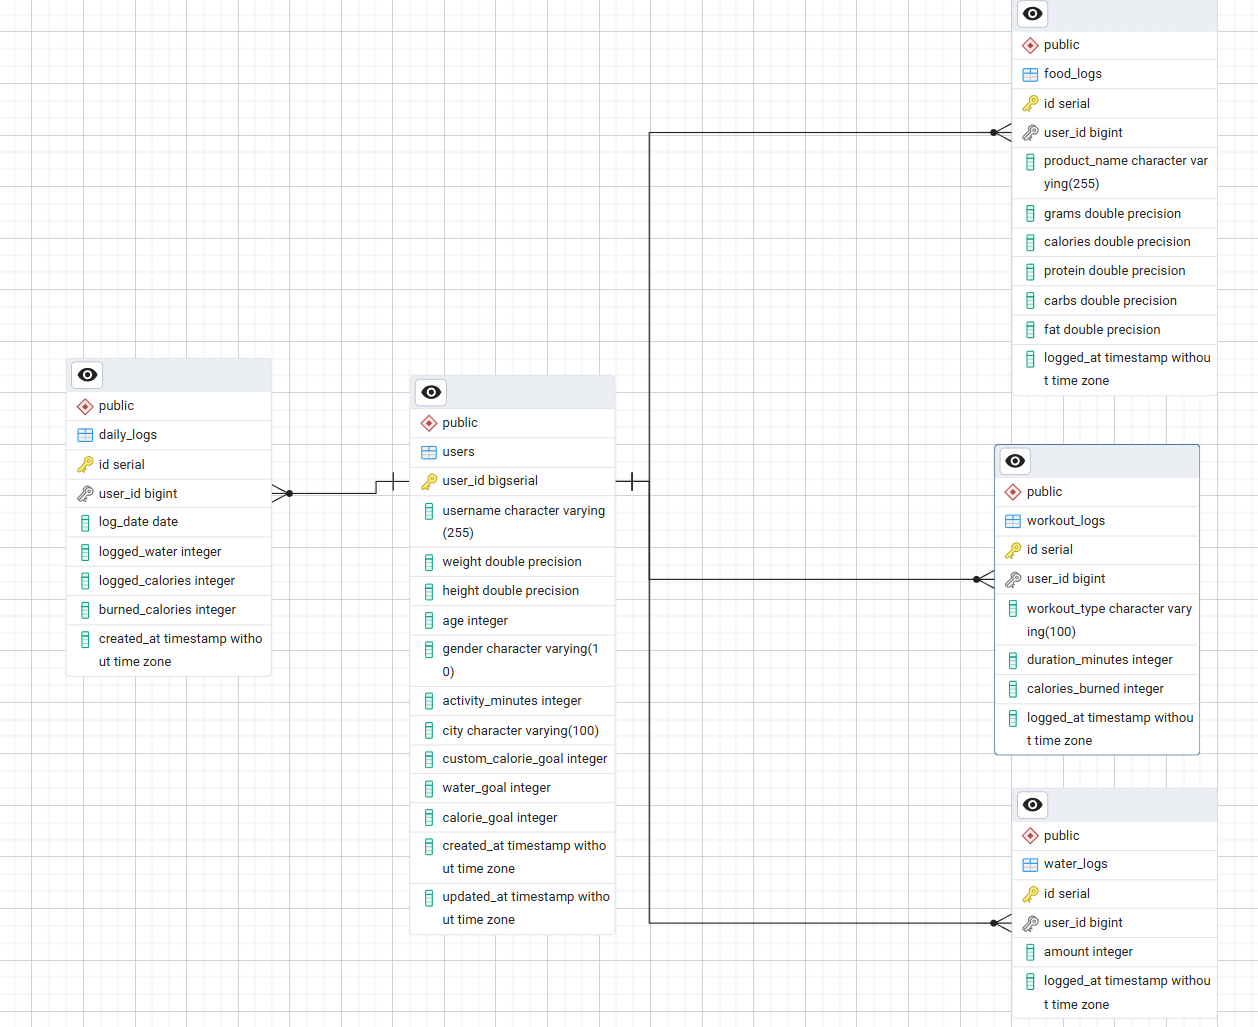 public
food_logs
id serial
user_id bigint
product_name character var
ying(255)
grams double precision
calories double precision
protein double precision
carbs double precision
fat double precision
logged_at timestamp withou
t time zone
public
daily_logs
id serial
user_id bigint
log_date date
logged_water integer
logged_calories integer
burned_calories integer
created_at timestamp witho
ut time zone
public
users
user_id bigserial
username character varying
(255)
weight double precision
height double precision
age integer
gender character varying(1
0)
activity_minutes integer
city character varying(100)
custom_calorie_goal integer
water_goal integer
calorie_goal integer
created_at timestamp witho
ut time zone
updated_at timestamp witho
ut time zone
public
workout_logs
id serial
user_id bigint
workout_type character vary
ing(100)
duration_minutes integer
calories_burned integer
logged_at timestamp withou
t time zone
public
water_logs
id serial
user_id bigint
amount integer
logged_at timestamp withou
t time zone